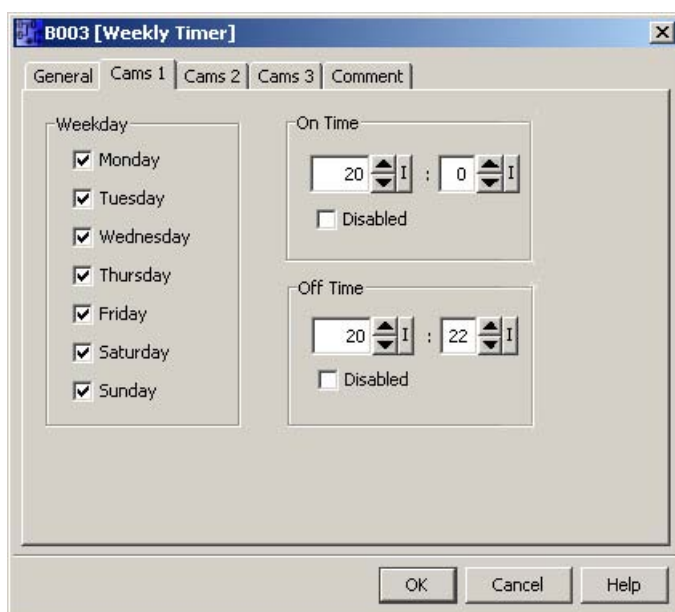 B003 [Weekly Timer]
General Cams 1 Cams 2 Cams 3 Comment
Weekday
Monday
Tuesday
Wednesday
Thursday
Friday
Saturday
Sunday
On Time
20 I : 0 I
Disabled
Off Time
20 I : 22 I
Disabled
OK Cancel Help